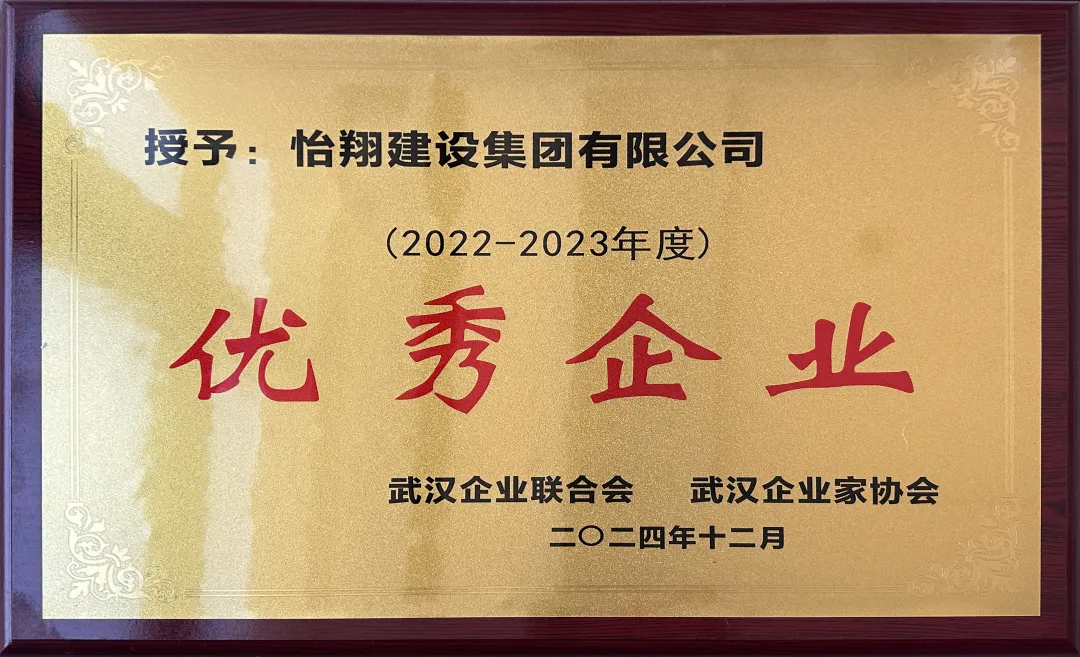 授予：怡翔建设集团有限公司
（2022-2023年度）
优秀企业
武汉企业联合会 武汉企业家协会
二〇二四年十二月